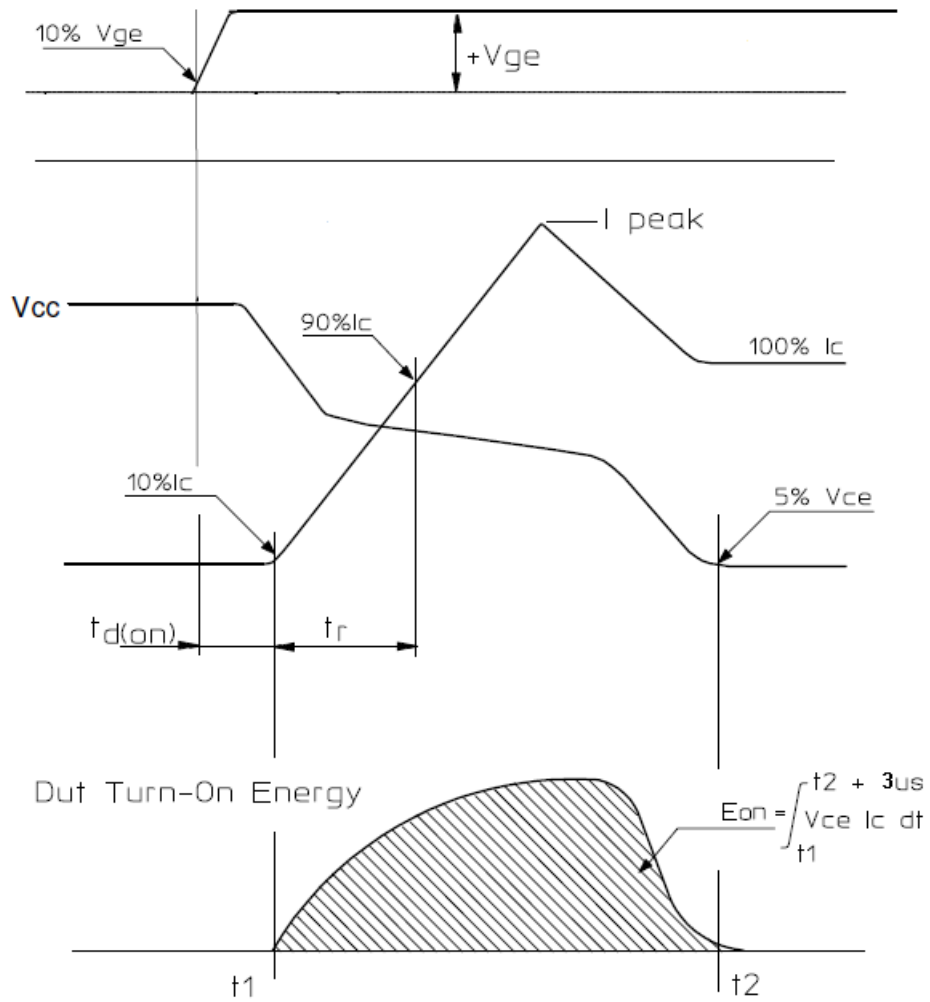 10% Vge
+Vge
I peak
Vcc
90%Ic
100% Ic
10%Ic
5% Vce
td(on)
tr
Dut Turn-On Energy
t2 + 3us
Eon = ∫ Vce Ic dt
t1
t1
t2